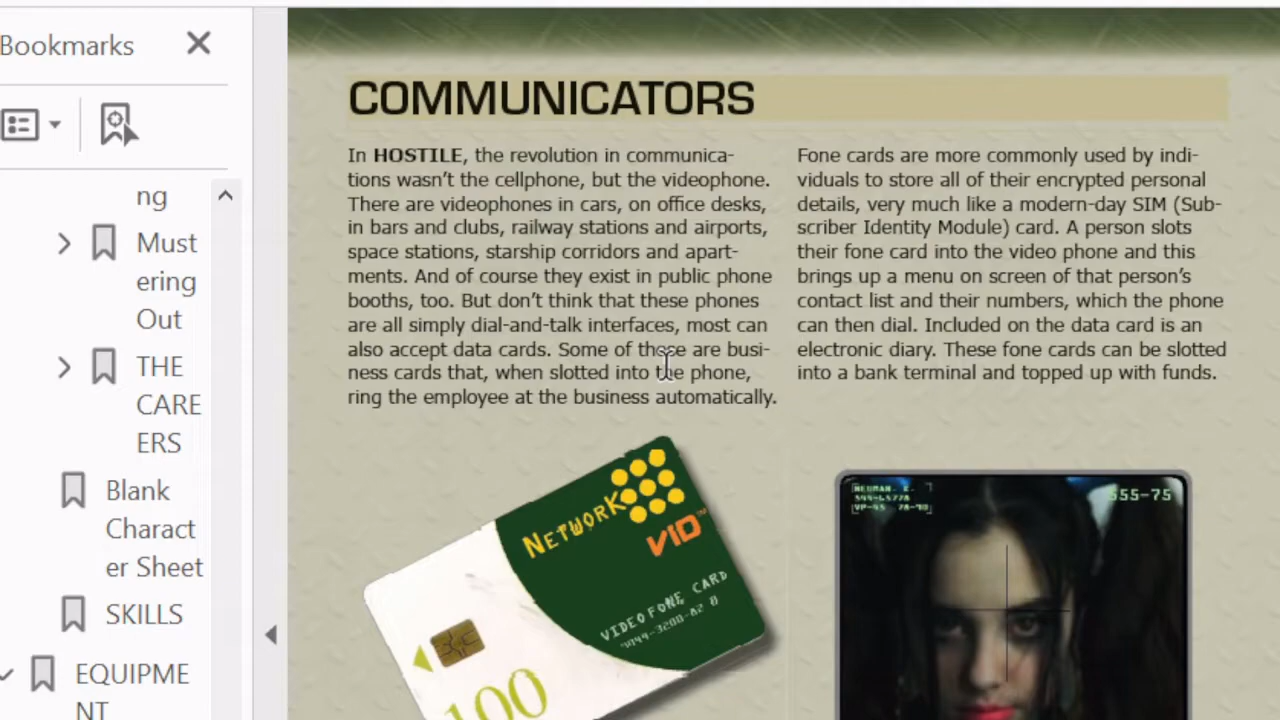 Bookmarks
ng
Must
ering
Out
THE
CARE
ERS
Blank
Charact
er Sheet
SKILLS
EQUIPME
NT
COMMUNICATORS
In HOSTILE, the revolution in communica-
tions wasn't the cellphone, but the videophone.
There are videophones in cars, on office desks,
in bars and clubs, railway stations and airports,
space stations, starship corridors and apart-
ments. And of course they exist in public phone
booths, too. But don't think that these phones
are all simply dial-and-talk interfaces, most can
also accept data cards. Some of these are busi-
ness cards that, when slotted into the phone,
ring the employee at the business automatically.
Fone cards are more commonly used by indi-
viduals to store all of their encrypted personal
details, very much like a modern-day SIM (Sub-
scriber Identity Module) card. A person slots
their fone card into the video phone and this
brings up a menu on screen of that person's
contact list and their numbers, which the phone
can then dial. Included on the data card is an
electronic diary. These fone cards can be slotted
into a bank terminal and topped up with funds.
NETWORK
VID
VIDEO FONE CARD
100
555-75